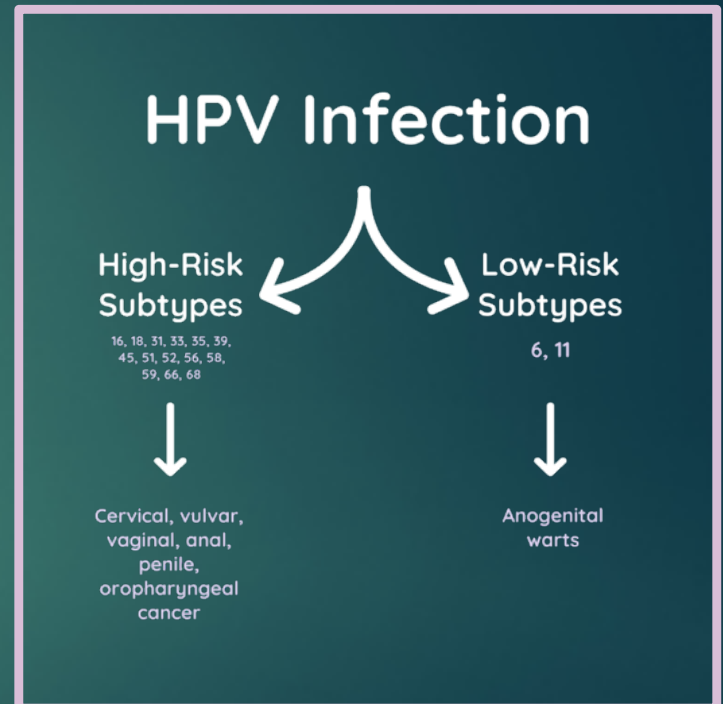 HPV Infection
High-Risk
Subtypes
16, 18, 31, 33, 35, 39,
45, 51, 52, 56, 58,
59, 66, 68
Cervical, vulvar,
vaginal, anal,
penile,
oropharyngeal
cancer
Low-Risk
Subtypes
6, 11
Anogenital
warts